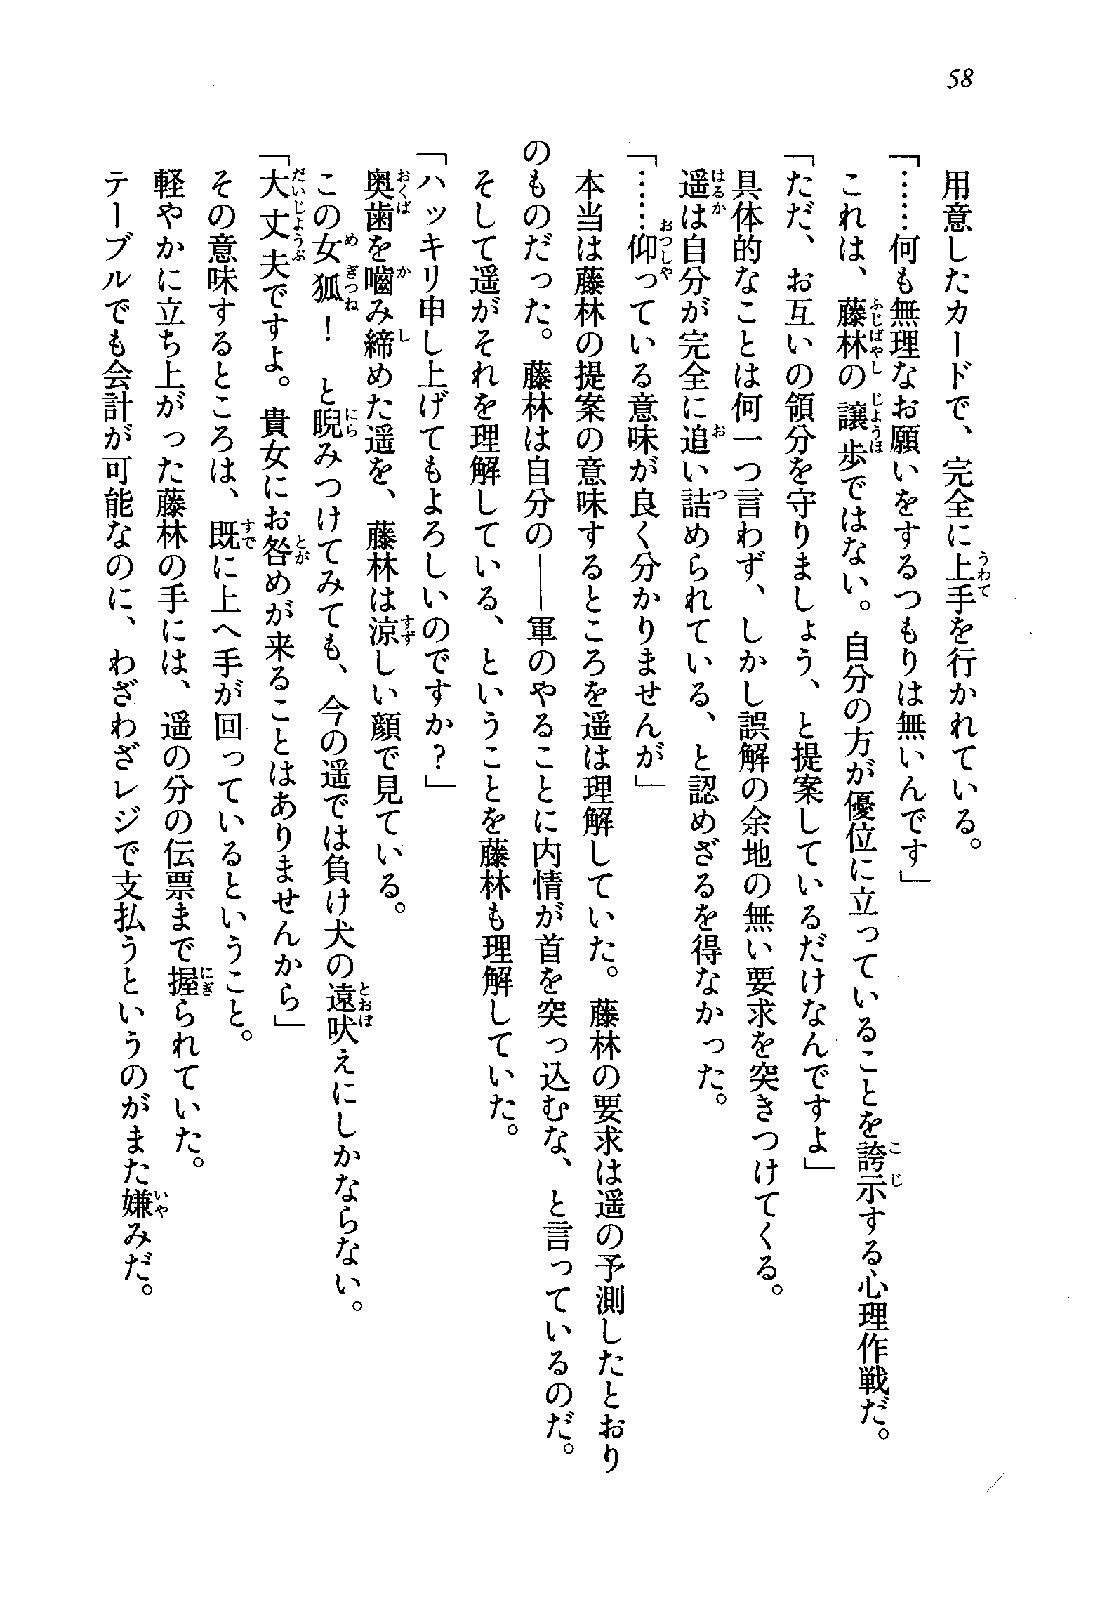 58
用意したカードで、完全に上手を行かれている。
「……何も無理なお願いをするつもりは無いんです」
これは、藤林の譲歩ではない。自分の方が優位に立っていることを誇示する心理作戦だ。
「ただ、お互いの領分を守りましょう、と提案しているだけなんですよ」
具体的なことは何一つ言わず、しかし誤解の余地の無い要求を突きつけてくる。
遥は自分が完全に追い詰められている、と認めざるを得なかった。
「……仰っている意味が良く分かりませんが」
本当は藤林の提案の意味するところを遥は理解していた。藤林の要求は遥の予測したとおり
のものだった。藤林は自分の――軍のやることに内情が首を突っ込むな、と言っているのだ。
そして遥がそれを理解している、ということを藤林も理解していた。
「ハッキリ申し上げてもよろしいのですか？」
奥歯を噛み締めた遥を、藤林は涼しい顔で見ている。
この女狐！　と睨みつけてみても、今の遥では負け犬の遠吠えにしかならない。
「大丈夫ですよ。貴女にお咎めが来ることはありませんから」
その意味するところは、既に上へ手が回っているということ。
軽やかに立ち上がった藤林の手には、遥の分の伝票まで握られていた。
テーブルでも会計が可能なのに、わざわざレジで支払うというのがまた嫌みだ。